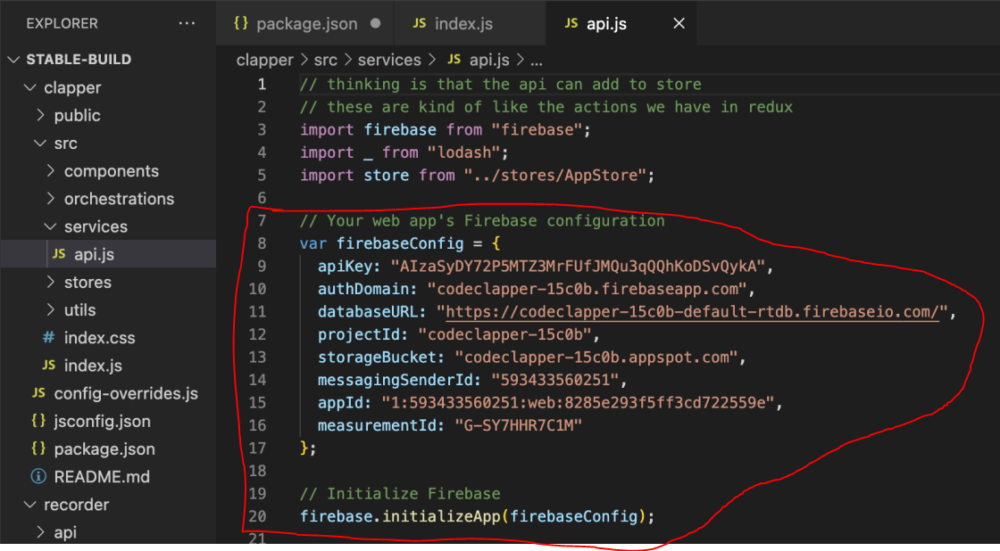 EXPLORER
...
STABLE-BUILD
clapper
public
src
components
orchestrations
services
JS api.js
stores
utils
# index.css
JS index.js
JS config-overrides.js
{} jsconfig.json
{} package.json
README.md
recorder
api
{} package.json
JS index.js
JS api.js
clapper > src > services > JS api.js > ...
1 // thinking is that the api can add to store
2 // these are kind of like the actions we have in redux
3 import firebase from "firebase";
4 import _ from "lodash";
5 import store from "../stores/AppStore";
6
7 // Your web app's Firebase configuration
8 var firebaseConfig = {
9 apiKey: "AIzaSyDY72P5MTZ3MrFUfJMQu3qQQhKoDSvQykA",
10 authDomain: "codeclapper-15c0b.firebaseapp.com",
11 databaseURL: "https://codeclapper-15c0b-default-rtdb.firebaseio.com/",
12 projectId: "codeclapper-15c0b",
13 storageBucket: "codeclapper-15c0b.appspot.com",
14 messagingSenderId: "593433560251",
15 appId: "1:593433560251:web:8285e293f5ff3cd722559e",
16 measurementId: "G-SY7HHR7C1M"
17 };
18
19 // Initialize Firebase
20 firebase.initializeApp(firebaseConfig);
21